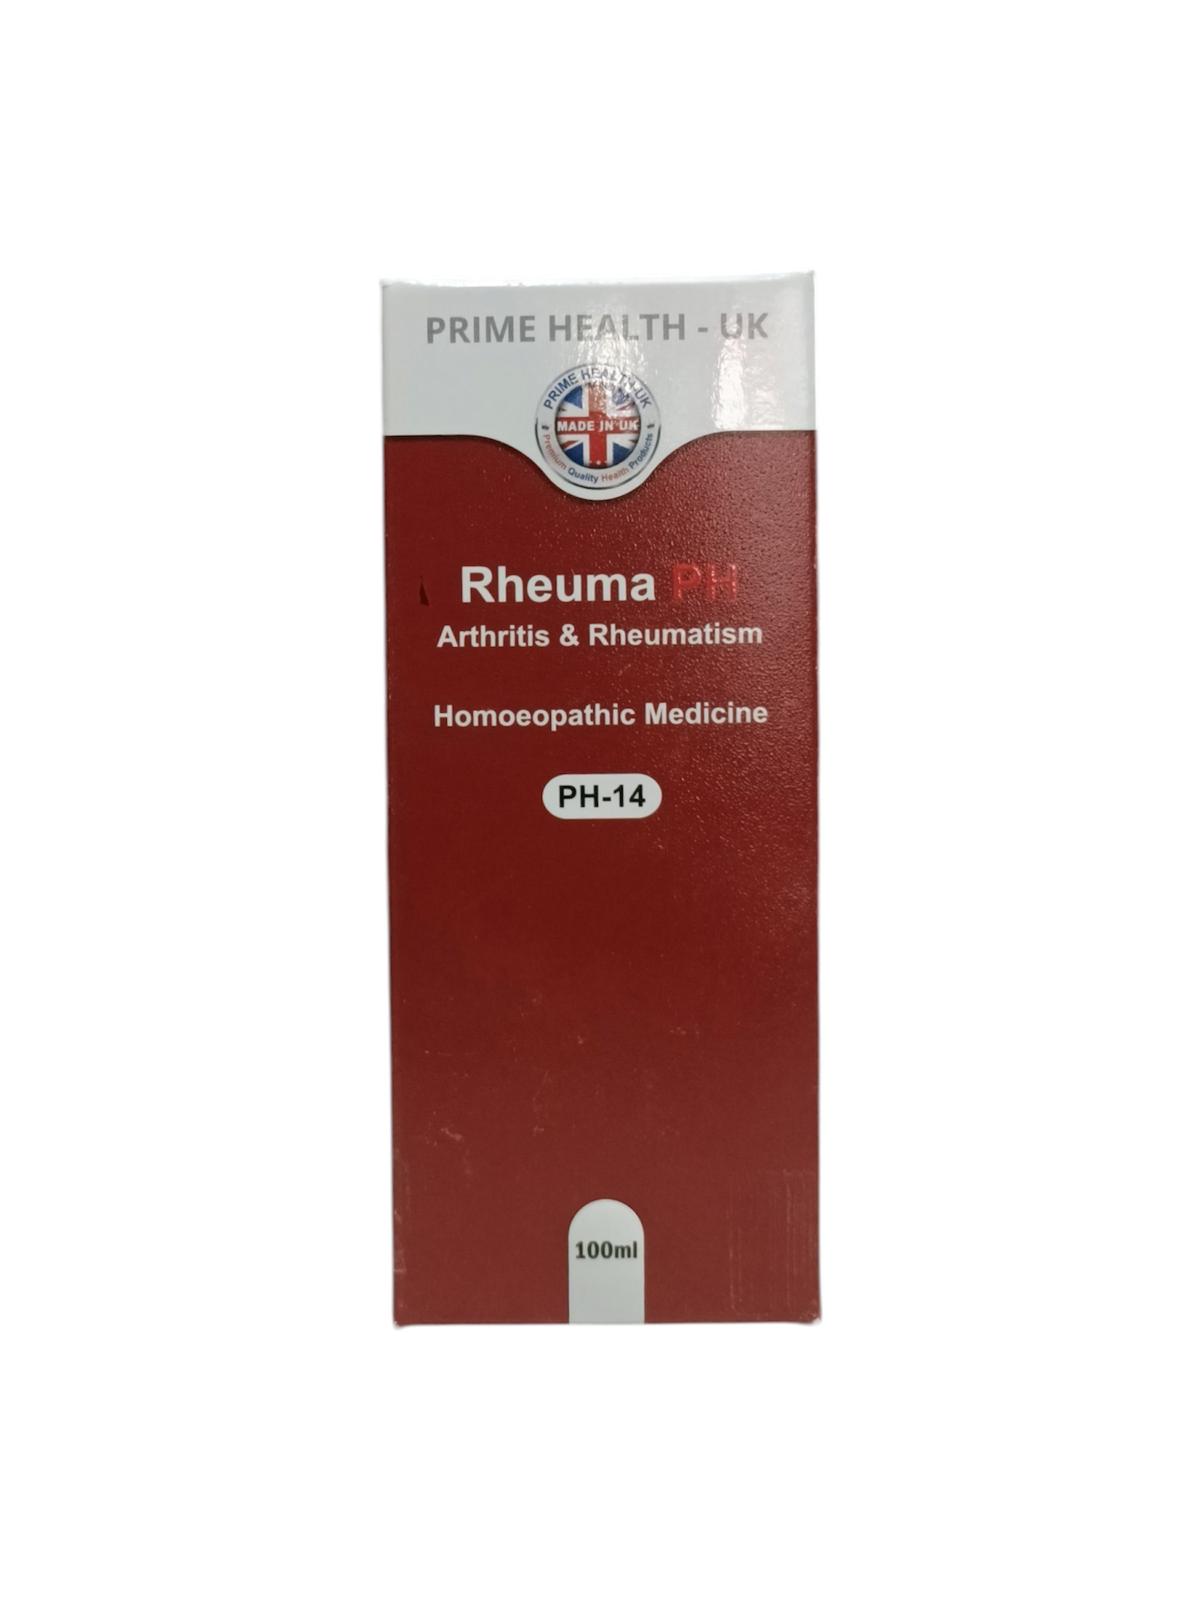 PRIME HEALTH - UK
PRIME HEALTH-UK
MADE IN UK
Premium Quality Health Products
Rheuma PH
Arthritis & Rheumatism
Homoeopathic Medicine
PH-14
100ml